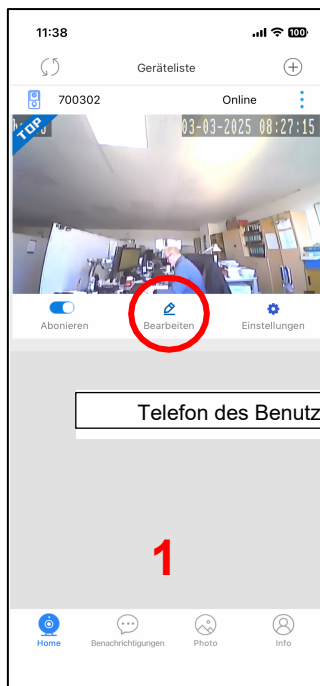 11:38
100
Geräteliste
700302
Online
TOP
03-03-2025 08:27:15
Abonieren
Bearbeiten
Einstellungen
Telefon des Benutz
1
Home
Benachrichtigungen
Photo
Info